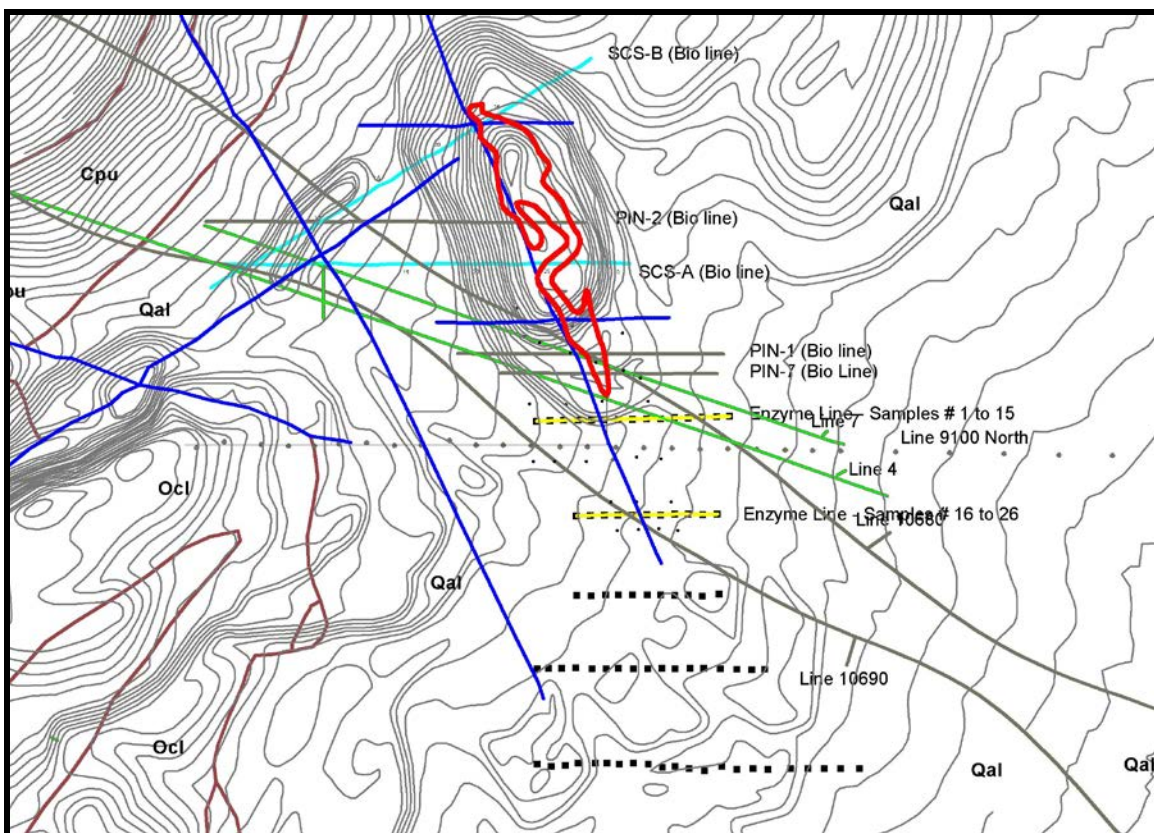 SCS-B (Bio line)
Cpu
Qal
PIN-2 (Bio line)
SCS-A (Bio line)
Qal
PIN-1 (Bio line)
PIN-7 (Bio Line)
Enzyme Line - Samples # 1 to 15
Line 7
Line 9100 North
Line 4
Ocl
Enzyme Line - Samples # 16 to 26
Line 10680
Qal
Line 10690
Ocl
Qal
Qal